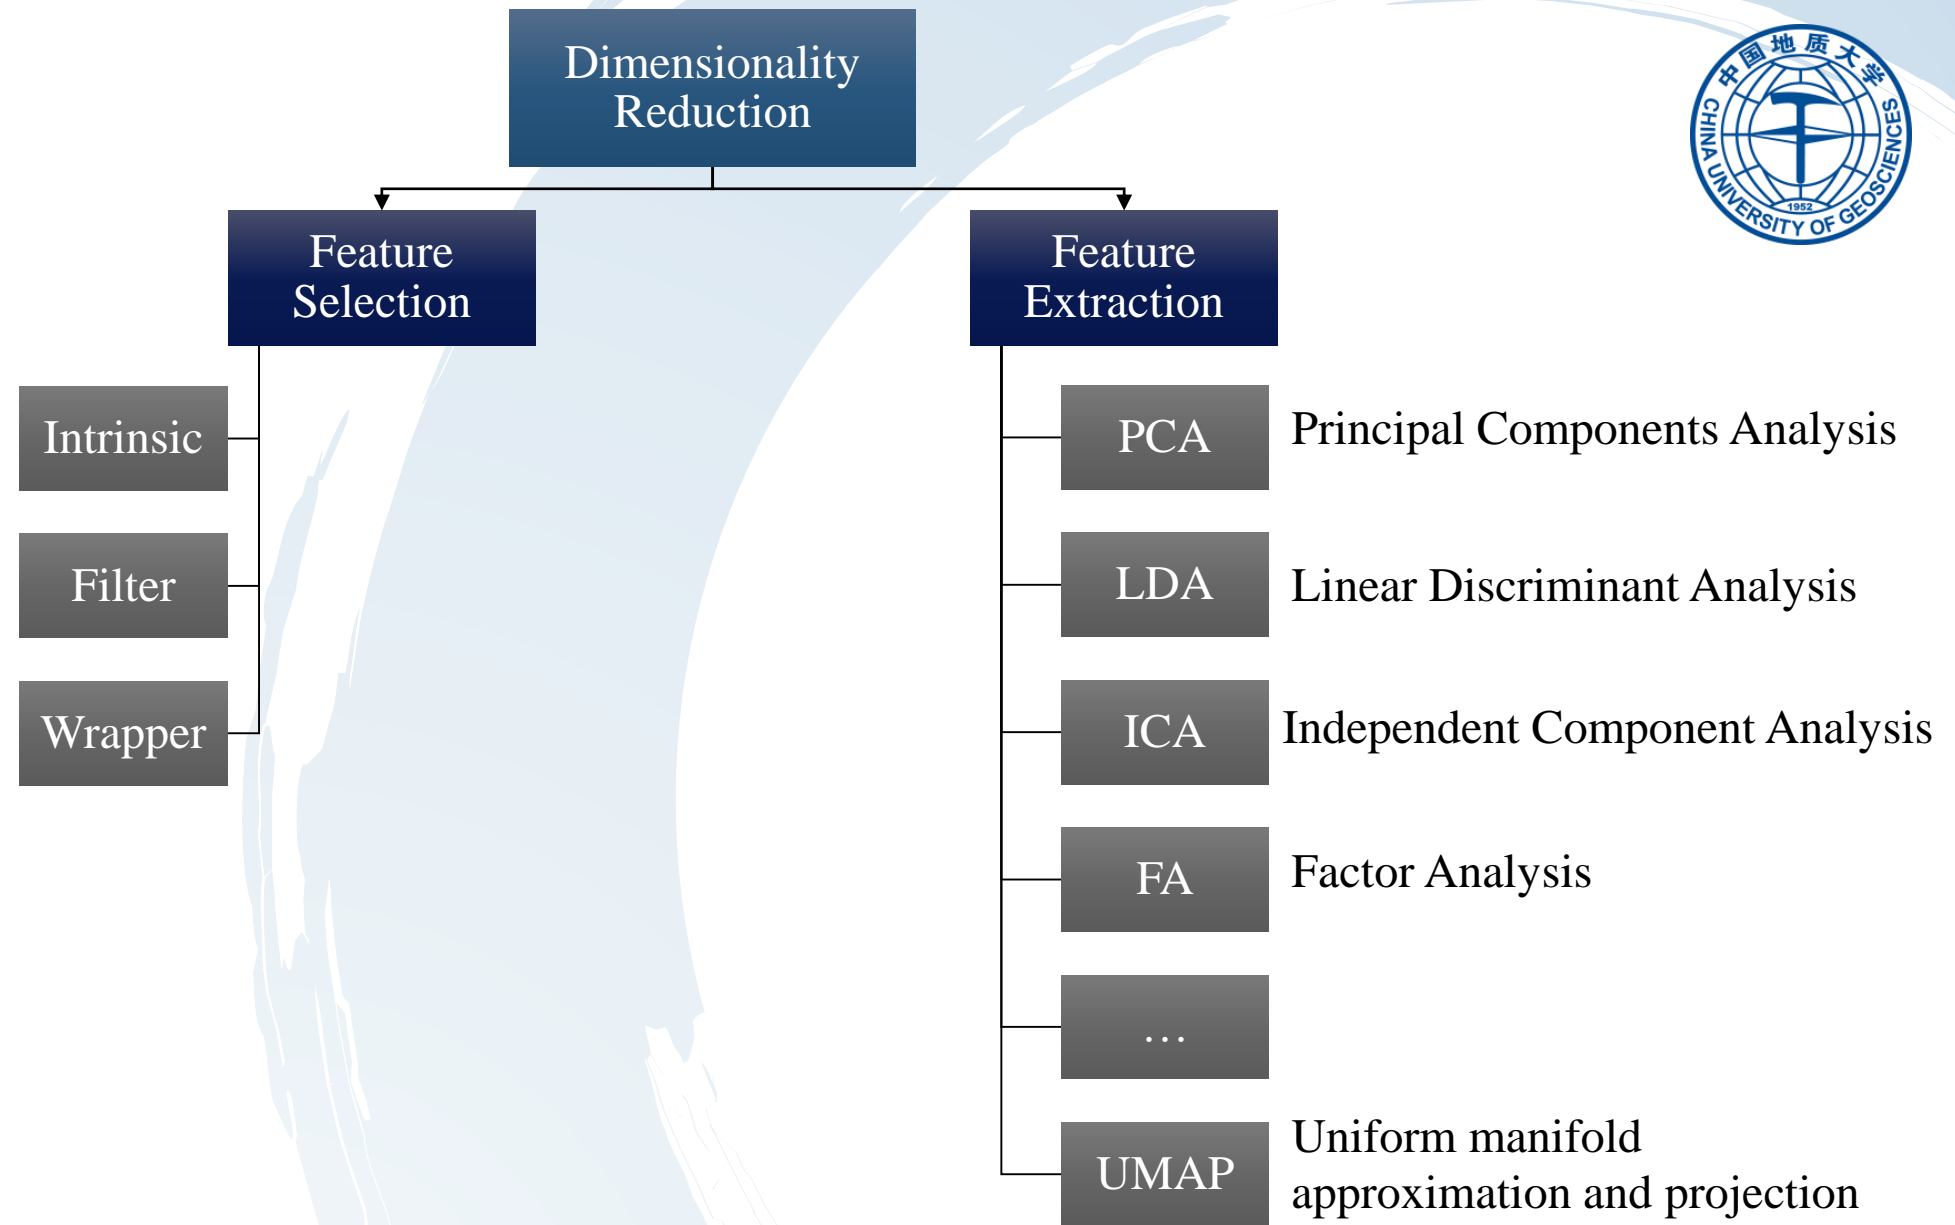 Dimensionality
Reduction
中国地质大学
CHINA UNIVERSITY OF GEOSCIENCES
1952
Feature
Selection
Intrinsic
Filter
Wrapper
Feature
Extraction
PCA
Principal Components Analysis
LDA
Linear Discriminant Analysis
ICA
Independent Component Analysis
FA
Factor Analysis
…
UMAP
Uniform manifold
approximation and projection